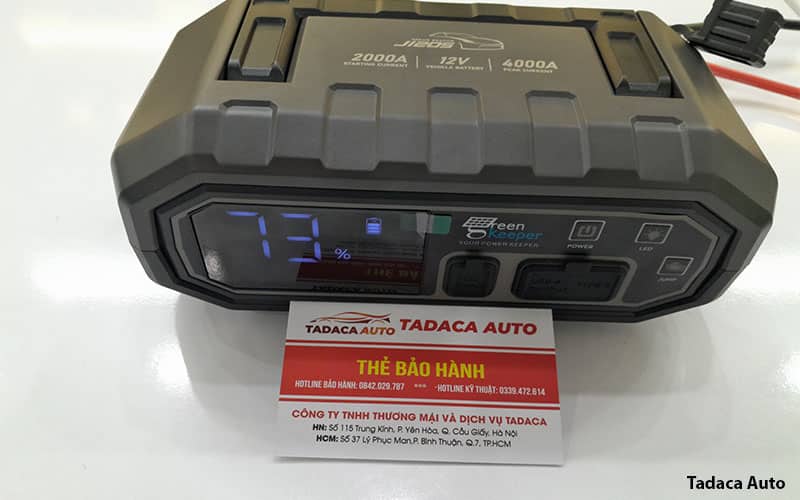 2000A
STARTING CURRENT
12V
VEHICLE BATTERY
4000A
PEAK CURRENT
73%
Green
Keeper
YOUR POWER KEEPER
POWER
LED
JUMP
TADACA AUTO
TADACA AUTO
THẺ BẢO HÀNH
HOTLINE BẢO HÀNH: 0842.029.787 *** - HOTLINE KỸ THUẬT: 0339.472.614
CÔNG TY TNHH THƯƠNG MẠI VÀ DỊCH VỤ TADACA
HN: Số 115 Trung Kính, P. Yên Hòa, Q. Cầu Giấy, Hà Nội
HCM: Số 37 Lý Phục Man,P. Bình Thuận, Q.7, TP.HCM
Tadaca Auto